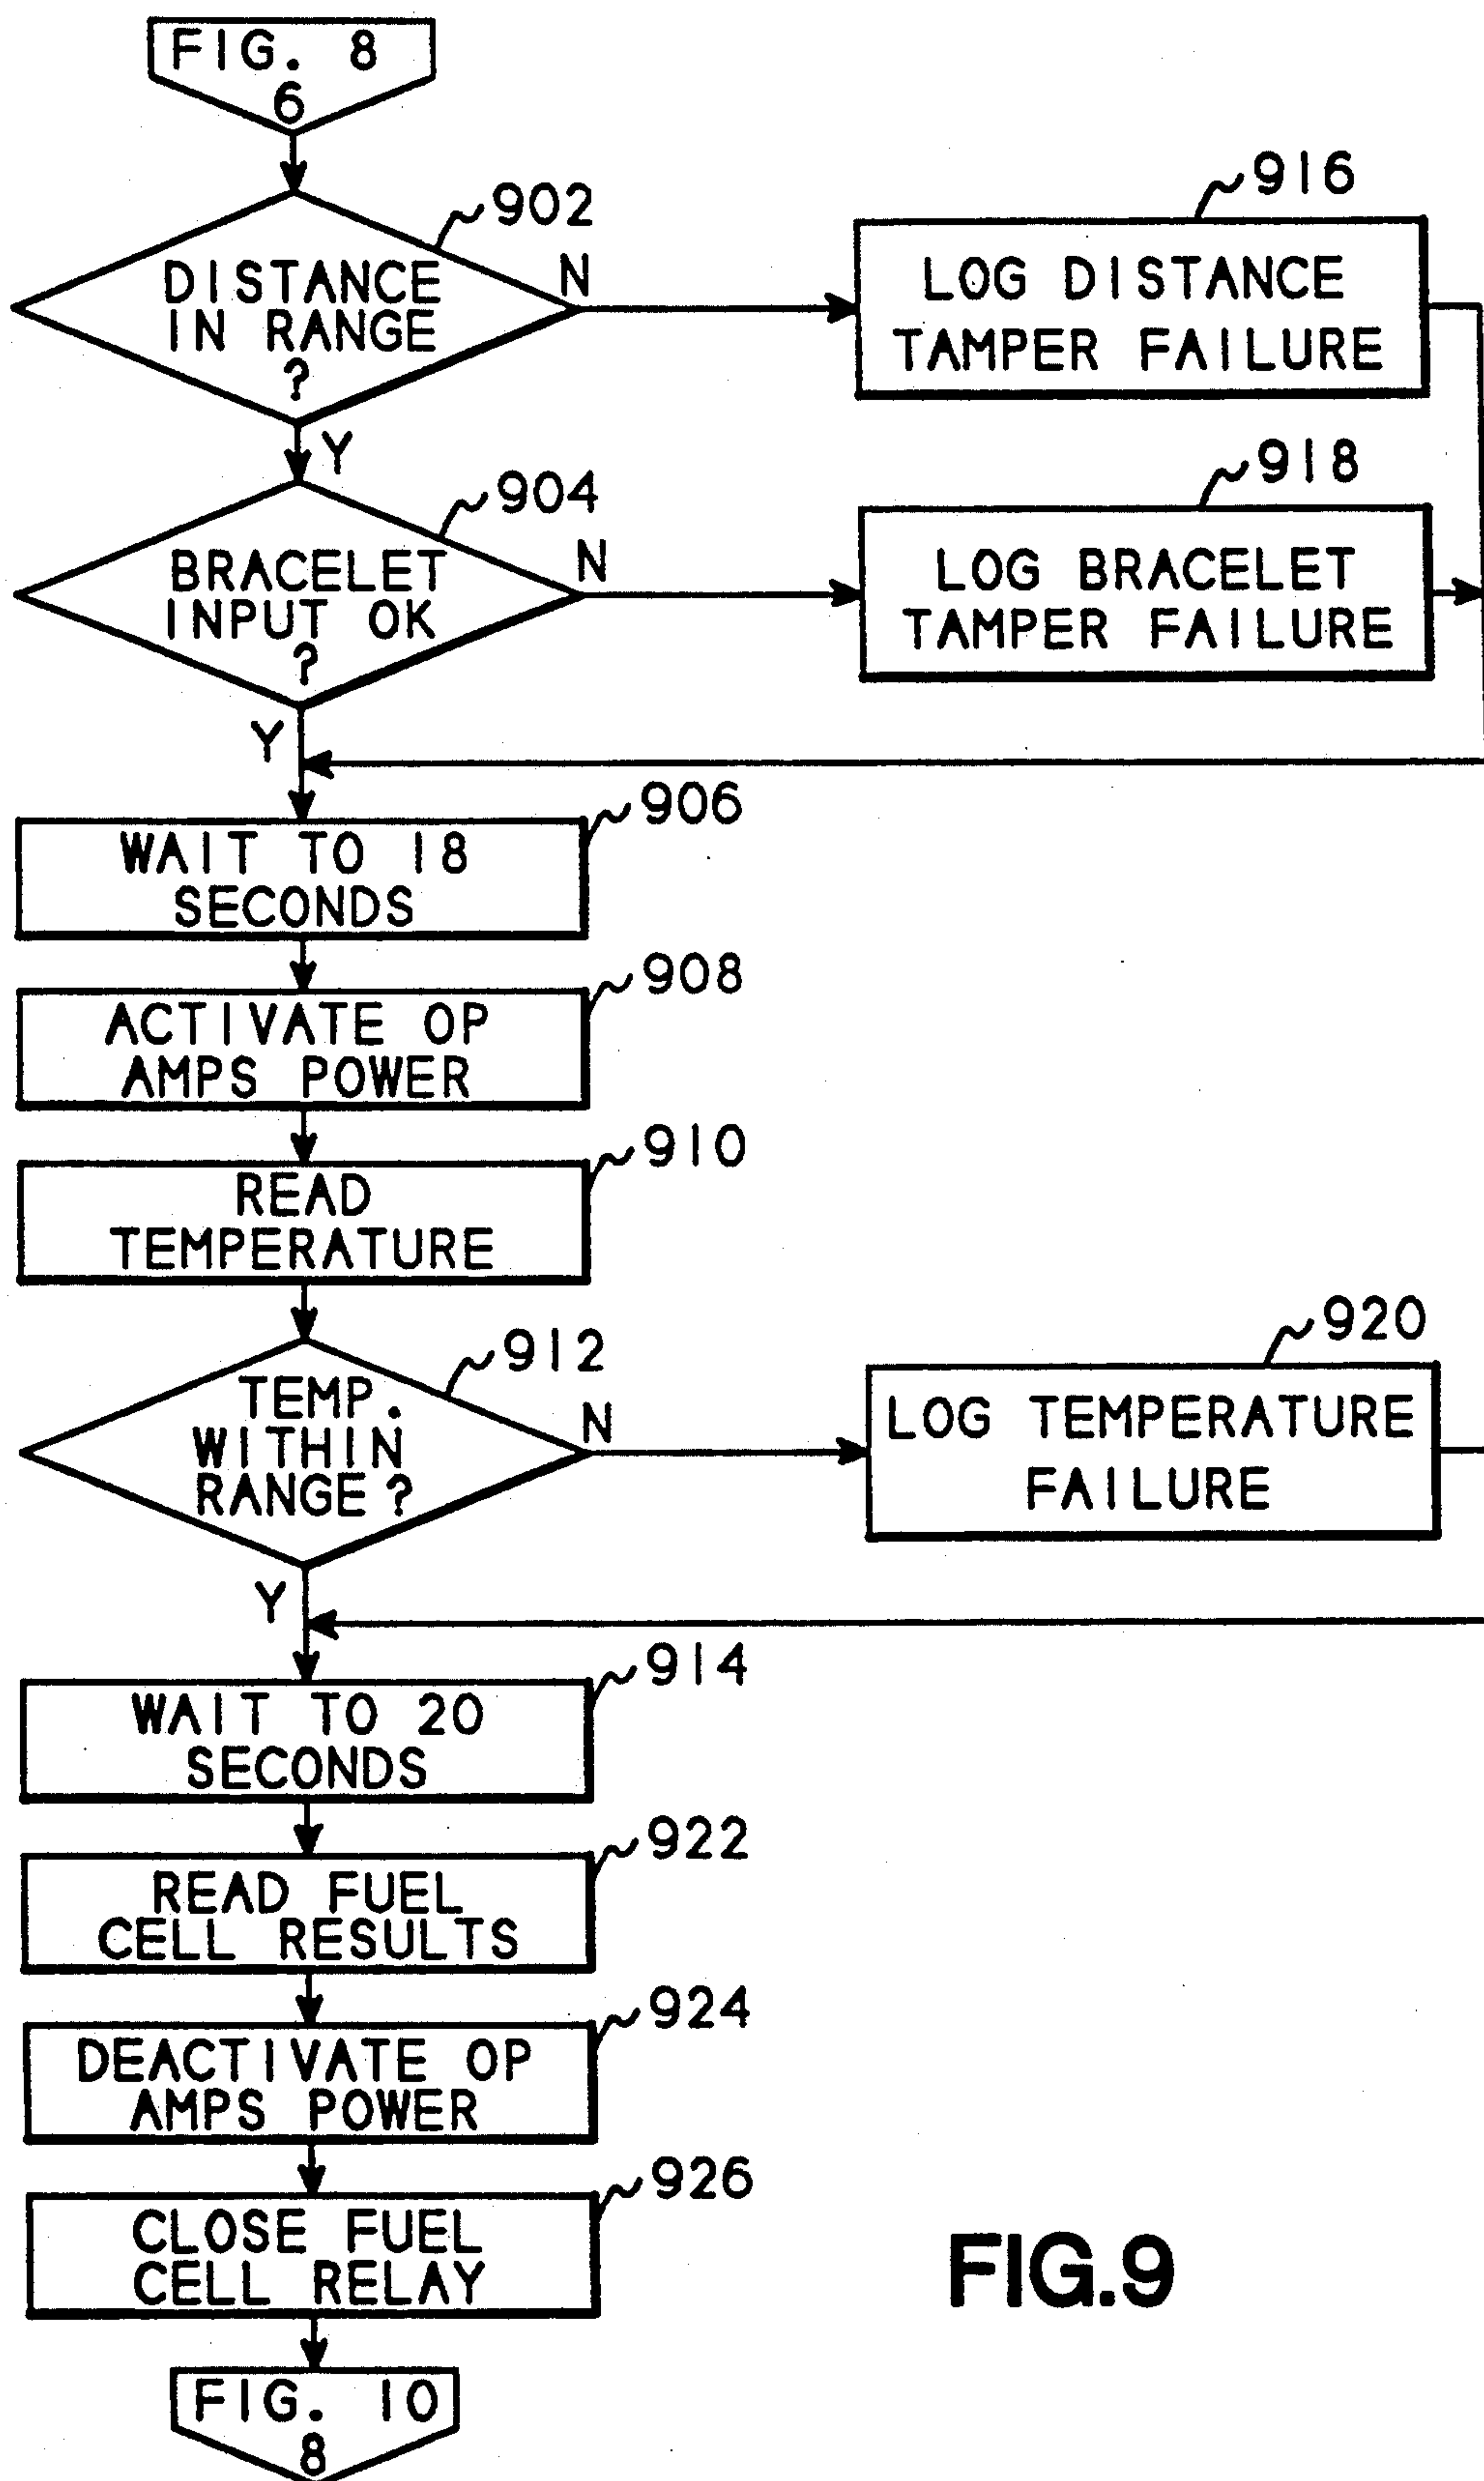 FIG. 8
6
902
DISTANCE
IN RANGE
?
N
Y
916
LOG DISTANCE
TAMPER FAILURE
904
BRACELET
INPUT OK
?
N
Y
918
LOG BRACELET
TAMPER FAILURE
906
WAIT TO 18
SECONDS
908
ACTIVATE OP
AMPS POWER
910
READ
TEMPERATURE
912
TEMP.
WITHIN
RANGE?
N
Y
920
LOG TEMPERATURE
FAILURE
914
WAIT TO 20
SECONDS
922
READ FUEL
CELL RESULTS
924
DEACTIVATE OP
AMPS POWER
926
CLOSE FUEL
CELL RELAY
FIG. 10
8
FIG.9